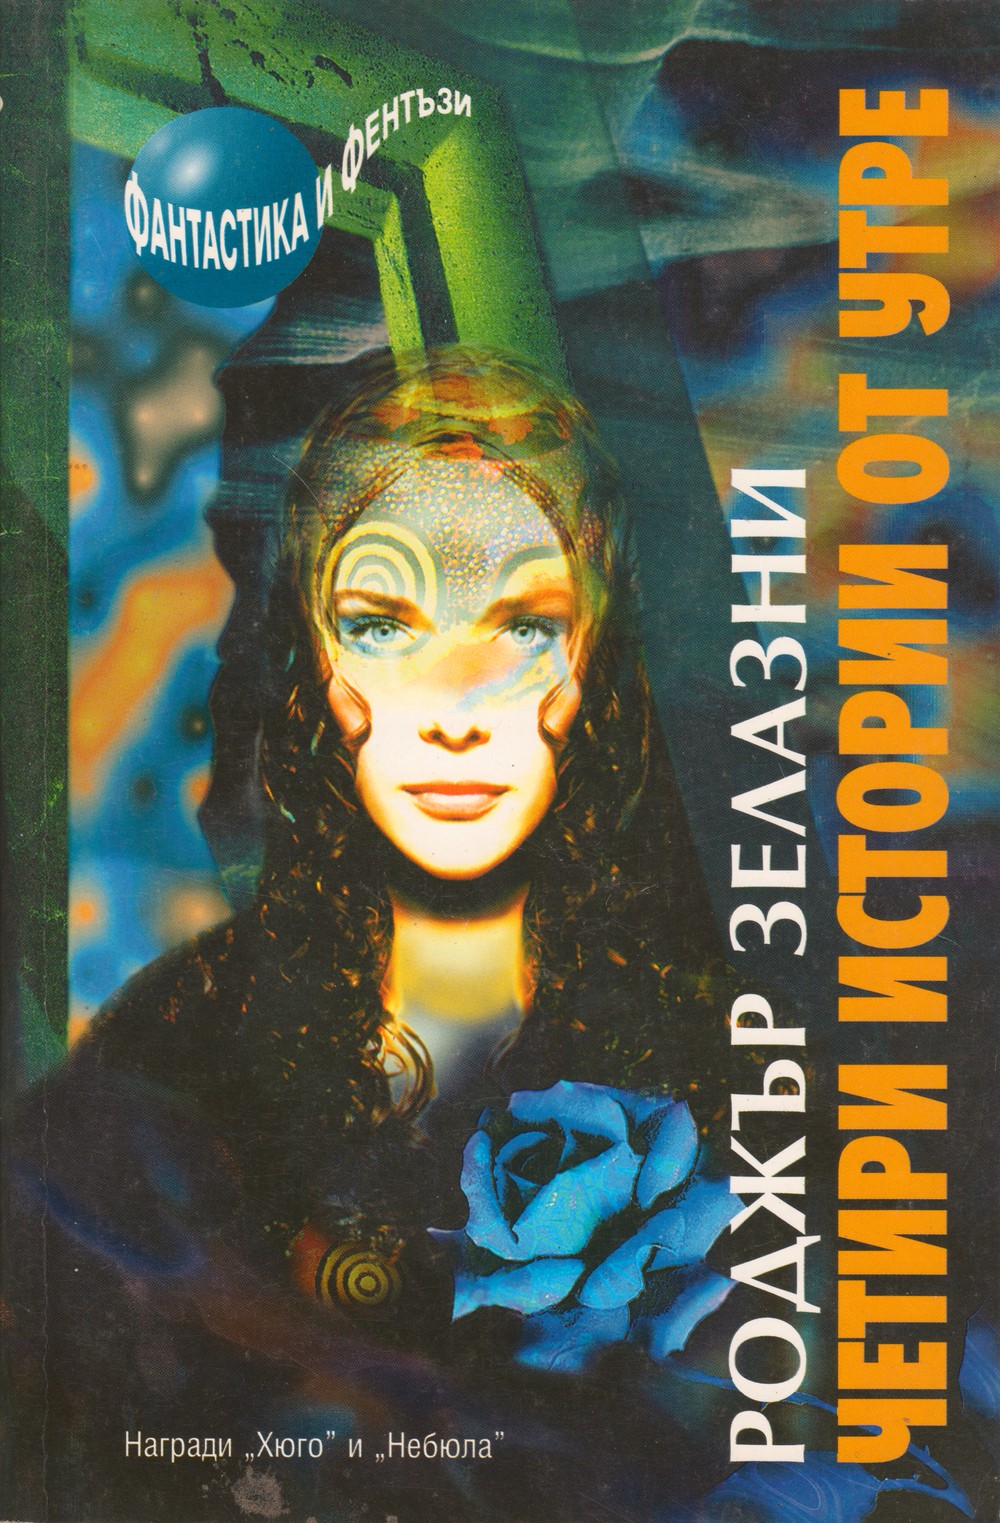 ФАНТАСТИКА И ФЕНТЪЗИ
РОДЖЪР ЗЕЛАЗНИ
ЧЕТИРИ ИСТОРИИ ОТ УТРЕ
Награди „Хюго” и „Небюла”